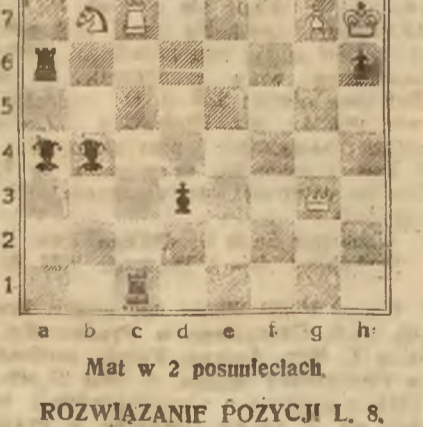 7
6
5
4
3
2
1
a b c d e f g h
Mat w 2 posunięciach.
ROZWIĄZANIE POZYCJI L. 8.